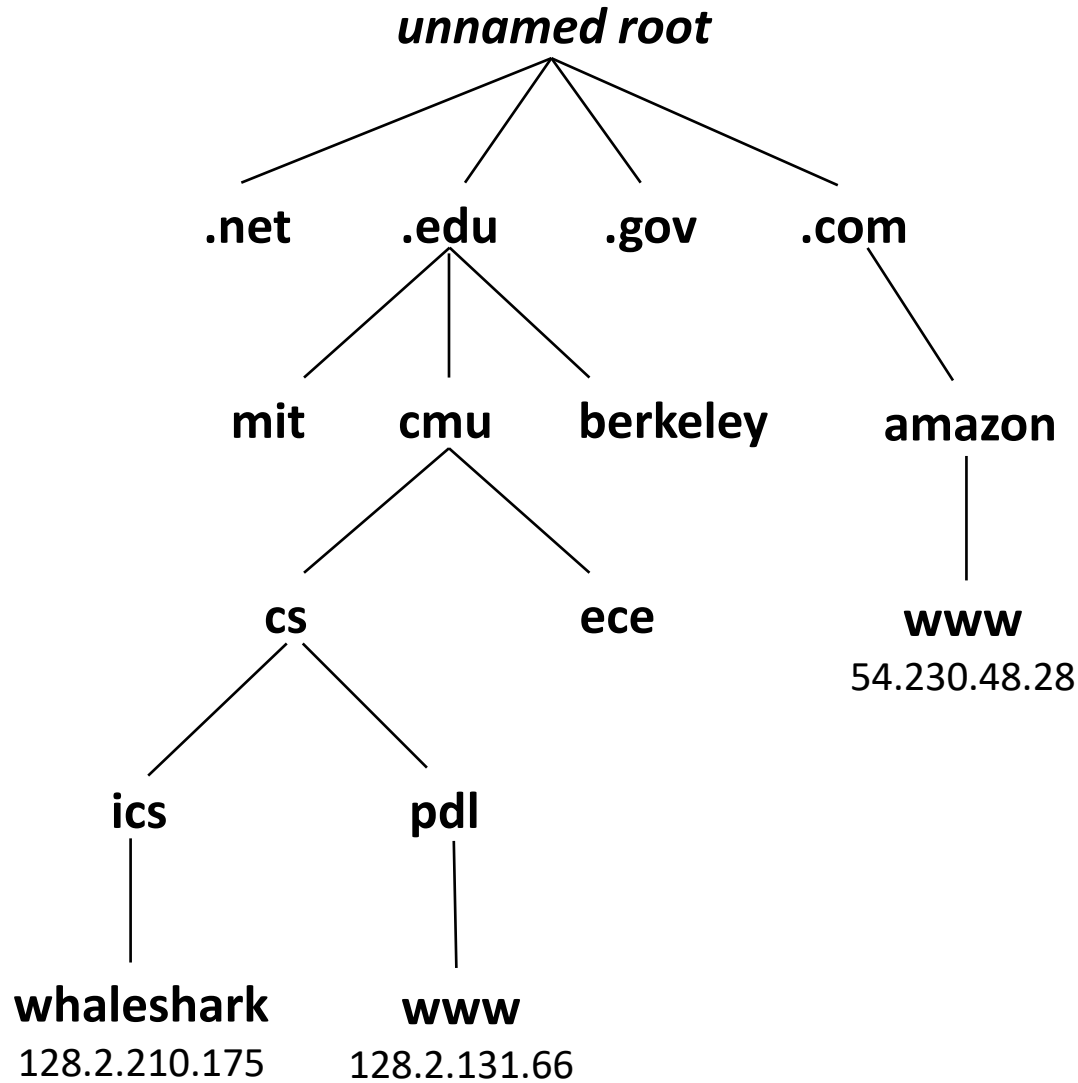 unnamed root
.net .edu .gov .com
mit cmu berkeley amazon
cs ece www
54.230.48.28
ics pdl
whaleshark www
128.2.210.175 128.2.131.66